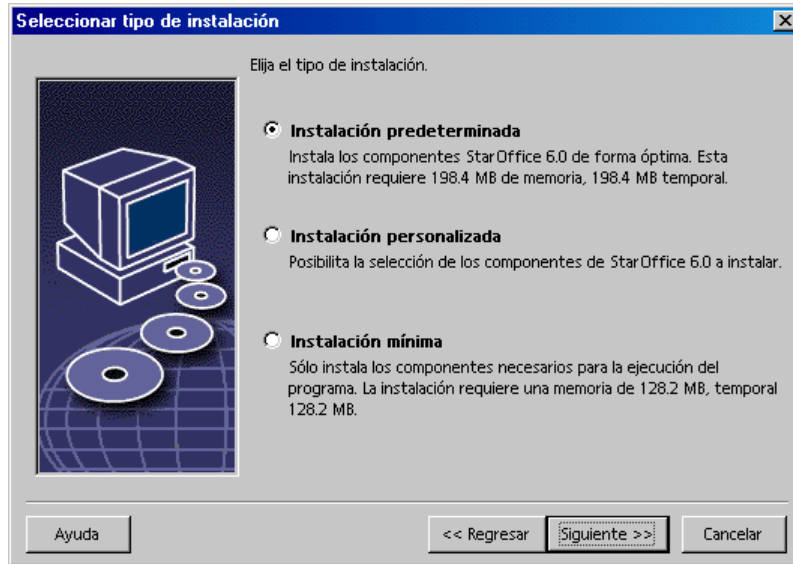 Seleccionar tipo de instalación
Elija el tipo de instalación.
Instalación predeterminada
Instala los componentes StarOffice 6.0 de forma óptima. Esta
instalación requiere 198.4 MB de memoria, 198.4 MB temporal.
Instalación personalizada
Posibilita la selección de los componentes de StarOffice 6.0 a instalar.
Instalación mínima
Sólo instala los componentes necesarios para la ejecución del
programa. La instalación requiere una memoria de 128.2 MB, temporal
128.2 MB.
Ayuda
<< Regresar
Siguiente >>
Cancelar